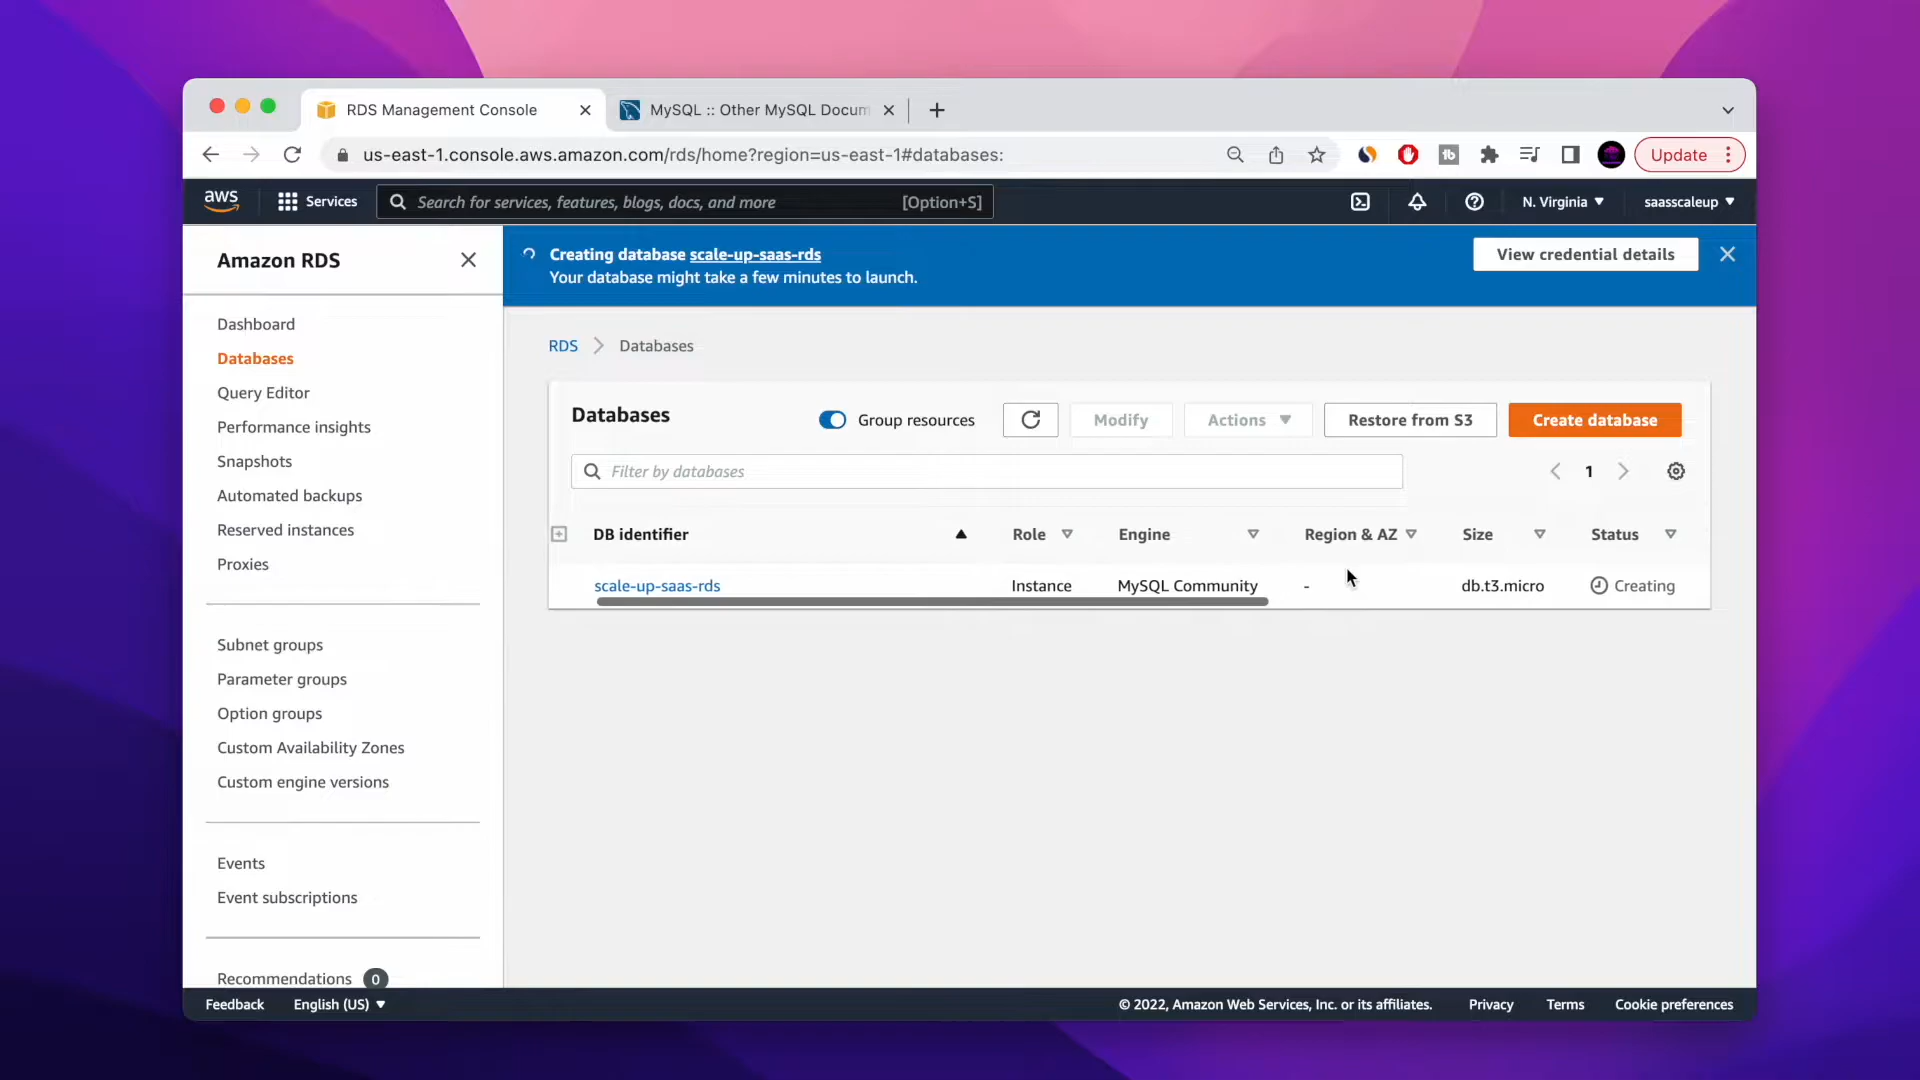 RDS Management Console
MySQL :: Other MySQL Docum
us-east-1.console.aws.amazon.com/rds/home?region=us-east-1#databases:
tb
Update
aws
Services
Search for services, features, blogs, docs, and more
[Option+S]
N. Virginia
saasscaleup
Amazon RDS
Dashboard
Databases
Query Editor
Performance insights
Snapshots
Automated backups
Reserved instances
Proxies
Subnet groups
Parameter groups
Option groups
Custom Availability Zones
Custom engine versions
Events
Event subscriptions
Recommendations 0
Creating database scale-up-saas-rds
Your database might take a few minutes to launch.
View credential details
RDS > Databases
Databases
Group resources
Modify
Actions
Restore from S3
Create database
Filter by databases
1
DB identifier Role Engine Region & AZ Size Status
scale-up-saas-rds Instance MySQL Community - db.t3.micro Creating
Feedback English (US) © 2022, Amazon Web Services, Inc. or its affiliates. Privacy Terms Cookie preferences